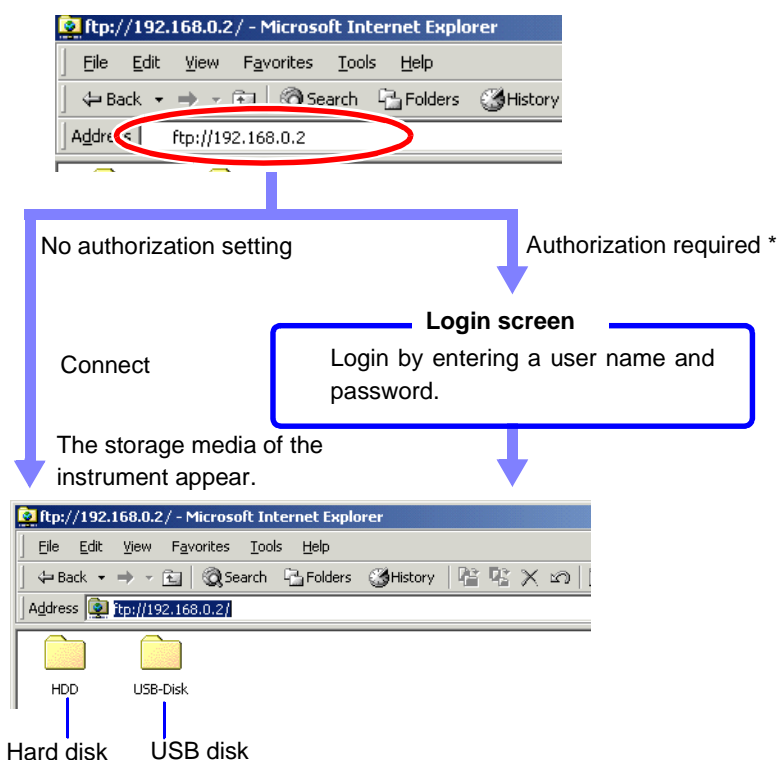 ftp://192.168.0.2/ - Microsoft Internet Explorer
File Edit View Favorites Tools Help
Back Search Folders History
Address ftp://192.168.0.2
No authorization setting
Authorization required *
Login screen
Login by entering a user name and
password.
Connect
The storage media of the
instrument appear.
ftp://192.168.0.2/ - Microsoft Internet Explorer
File Edit View Favorites Tools Help
Back Search Folders History
Address ftp://192.168.0.2/
HDD USB-Disk
Hard disk USB disk